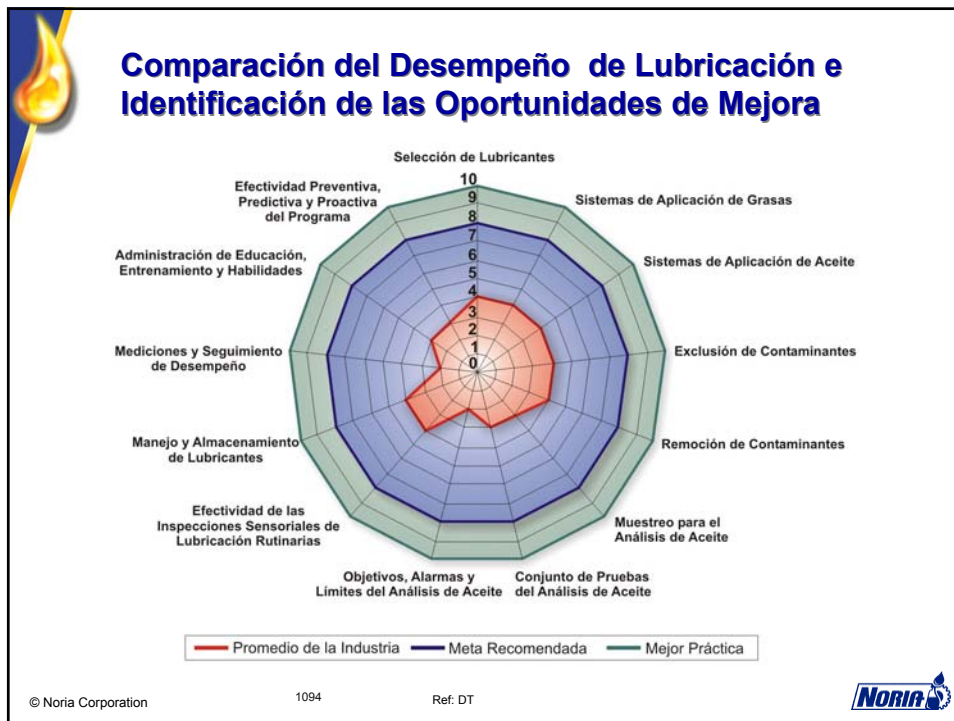 Comparación del Desempeño de Lubricación e
Identificación de las Oportunidades de Mejora
Selección de Lubricantes
Sistemas de Aplicación de Grasas
Sistemas de Aplicación de Aceite
Exclusión de Contaminantes
Remoción de Contaminantes
Muestreo para el
Análisis de Aceite
Conjunto de Pruebas
del Análisis de Aceite
Objetivos, Alarmas y
Límites del Análisis de Aceite
Efectividad de las
Inspecciones Sensoriales de
Lubricación Rutinarias
Manejo y Almacenamiento
de Lubricantes
Mediciones y Seguimiento
de Desempeño
Administración de Educación,
Entrenamiento y Habilidades
Efectividad Preventiva,
Predictiva y Proactiva
del Programa
10
9
8
7
6
5
4
3
2
1
0
Promedio de la Industria Meta Recomendada Mejor Práctica
© Noria Corporation 1094 Ref: DT NORIA